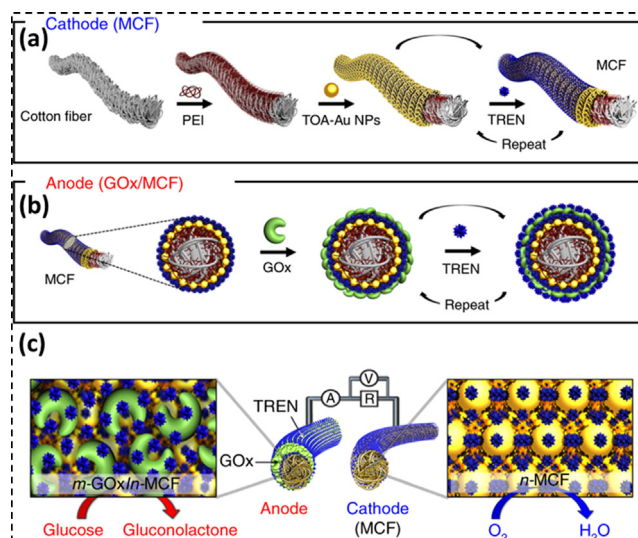 Cathode (MCF)
(a)
Cotton fiber
PEI
TOA-Au NPs
TREN
MCF
Repeat
Anode (GOx/MCF)
(b)
MCF
GOx
TREN
Repeat
(c)
m-GOx/n-MCF
Glucose Gluconolactone
TREN
GOx
A
V
R
Anode
Cathode
(MCF)
n-MCF
O₂ H₂O